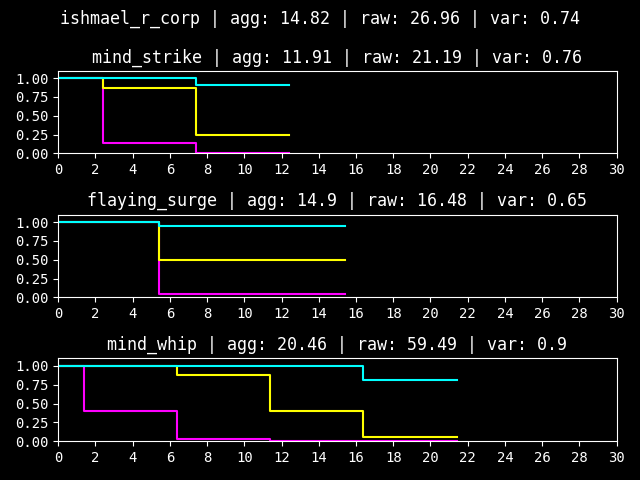 ishmael_r_corp | agg: 14.82 | raw: 26.96 | var: 0.74
mind_strike | agg: 11.91 | raw: 21.19 | var: 0.76
1.00
0.75
0.50
0.25
0.00
0 2 4 6 8 10 12 14 16 18 20 22 24 26 28 30
flaying_surge | agg: 14.9 | raw: 16.48 | var: 0.65
1.00
0.75
0.50
0.25
0.00
0 2 4 6 8 10 12 14 16 18 20 22 24 26 28 30
mind_whip | agg: 20.46 | raw: 59.49 | var: 0.9
1.00
0.75
0.50
0.25
0.00
0 2 4 6 8 10 12 14 16 18 20 22 24 26 28 30